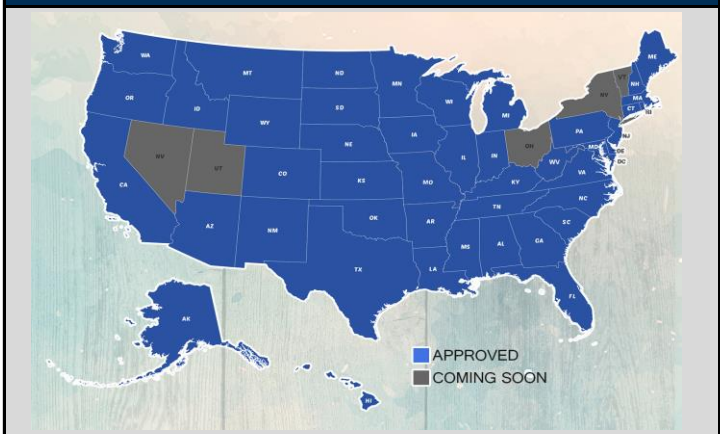 WA
MT
ND
MN
ME
OR
ID
SD
WI
MI
NY
VT
NH
MA
CT
RI
WY
NE
IA
PA
NJ
NV
UT
CO
KS
MO
IL
IN
OH
WV
MD
DE
DC
VA
KY
CA
AZ
NM
OK
AR
TN
NC
SC
TX
LA
MS
AL
GA
FL
AK
HI
APPROVED
COMING SOON